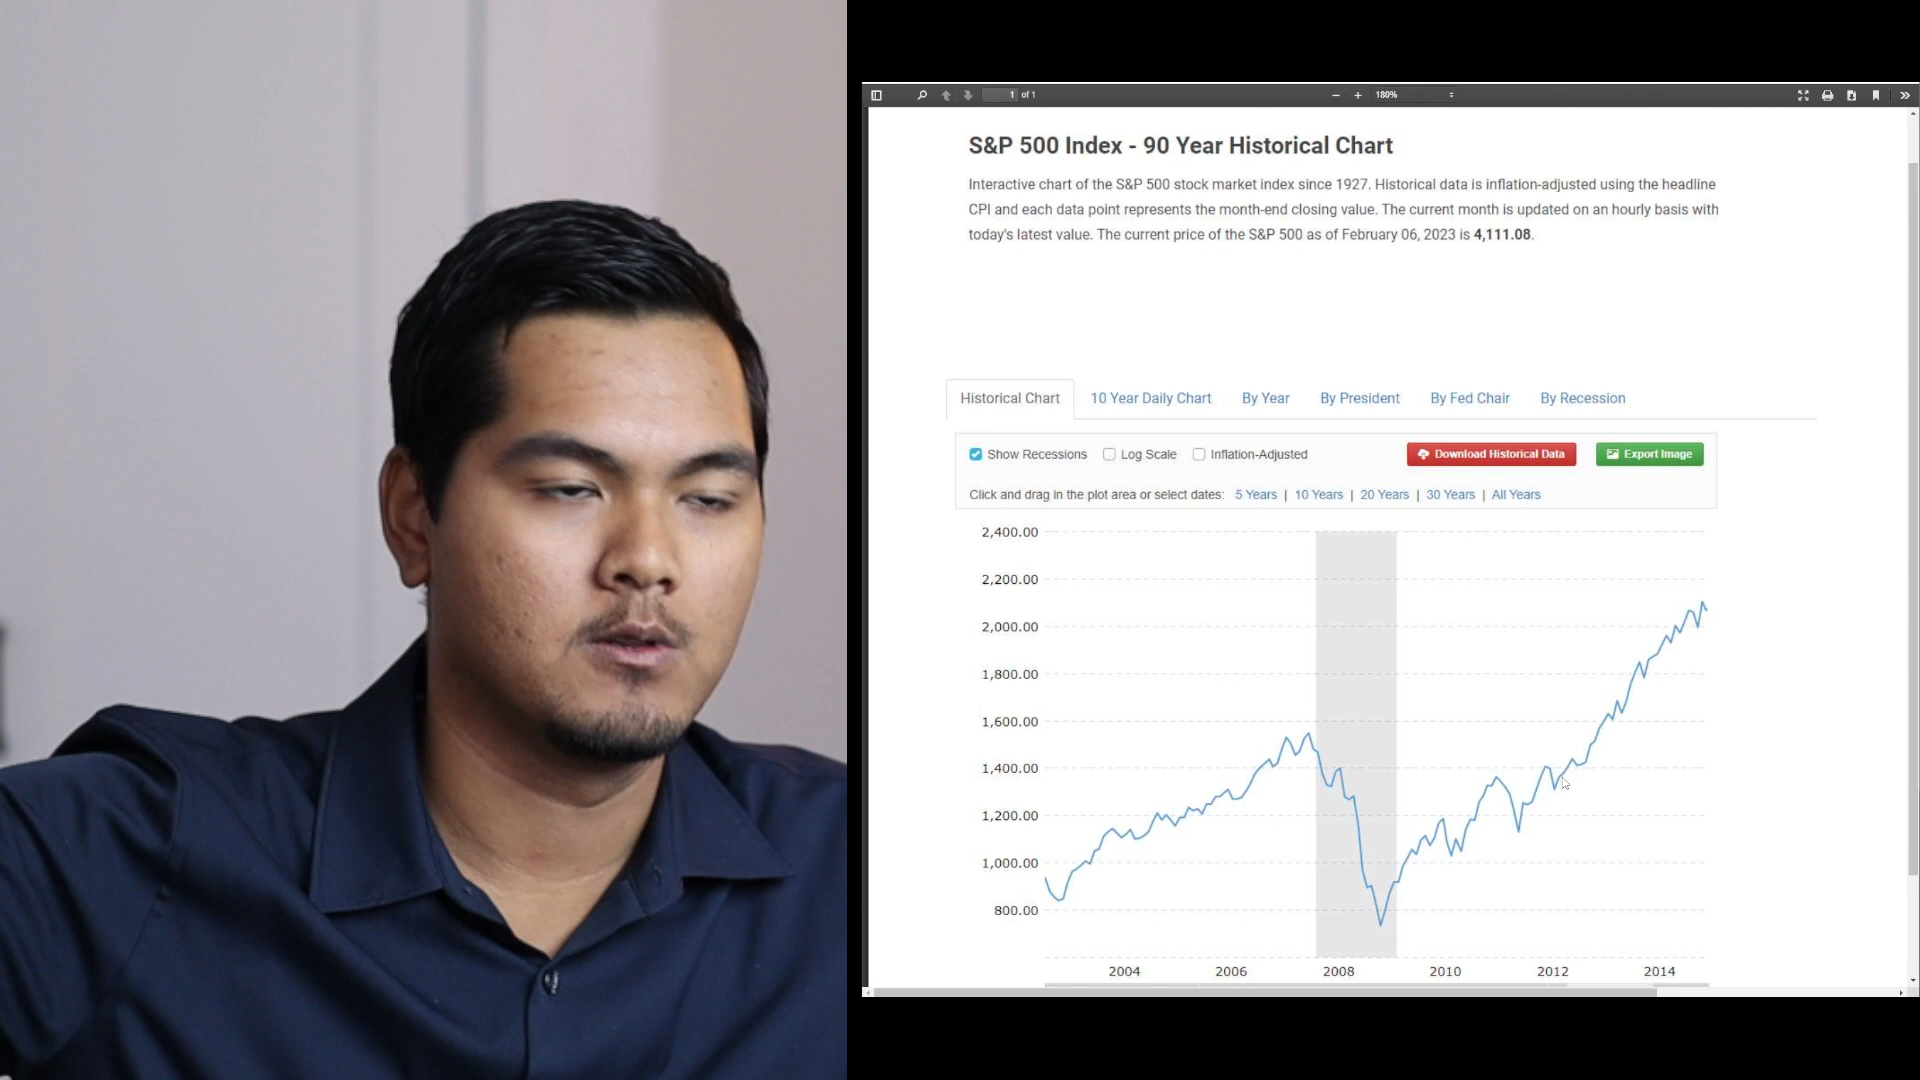 1 of 1
180%
S&P 500 Index - 90 Year Historical Chart
Interactive chart of the S&P 500 stock market index since 1927. Historical data is inflation-adjusted using the headline
CPI and each data point represents the month-end closing value. The current month is updated on an hourly basis with
today's latest value. The current price of the S&P 500 as of February 06, 2023 is 4,111.08.
Historical Chart 10 Year Daily Chart By Year By President By Fed Chair By Recession
Show Recessions Log Scale Inflation-Adjusted Download Historical Data Export Image
Click and drag in the plot area or select dates: 5 Years | 10 Years | 20 Years | 30 Years | All Years
2,400.00
2,200.00
2,000.00
1,800.00
1,600.00
1,400.00
1,200.00
1,000.00
800.00
2004 2006 2008 2010 2012 2014